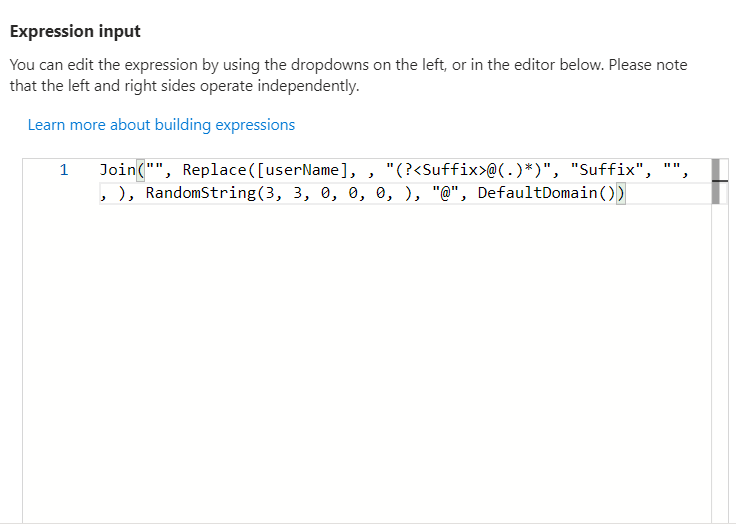 Expression input
You can edit the expression by using the dropdowns on the left, or in the editor below. Please note
that the left and right sides operate independently.
Learn more about building expressions
1 Join("", Replace([userName], , "(?<Suffix>@(.)*)", "Suffix", "",
, ), RandomString(3, 3, 0, 0, 0, ), "@", DefaultDomain())